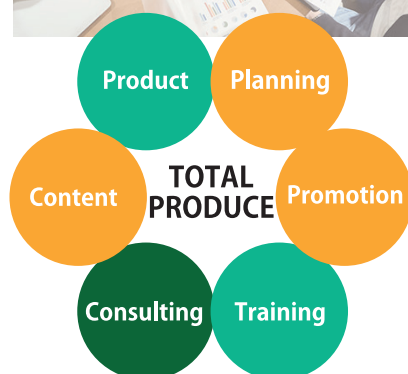 Product
Planning
Content
TOTAL
PRODUCE
Promotion
Consulting
Training